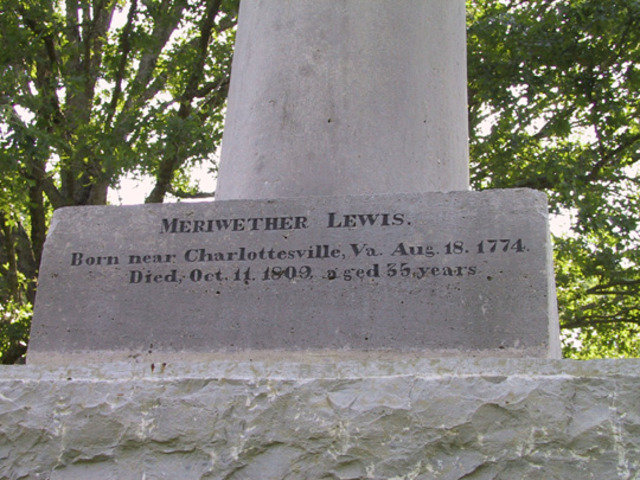 MERIWETHER LEWIS.
Born near Charlottesville, Va. Aug. 18. 1774.
Died, Oct. 11. 1809. aged 35 years